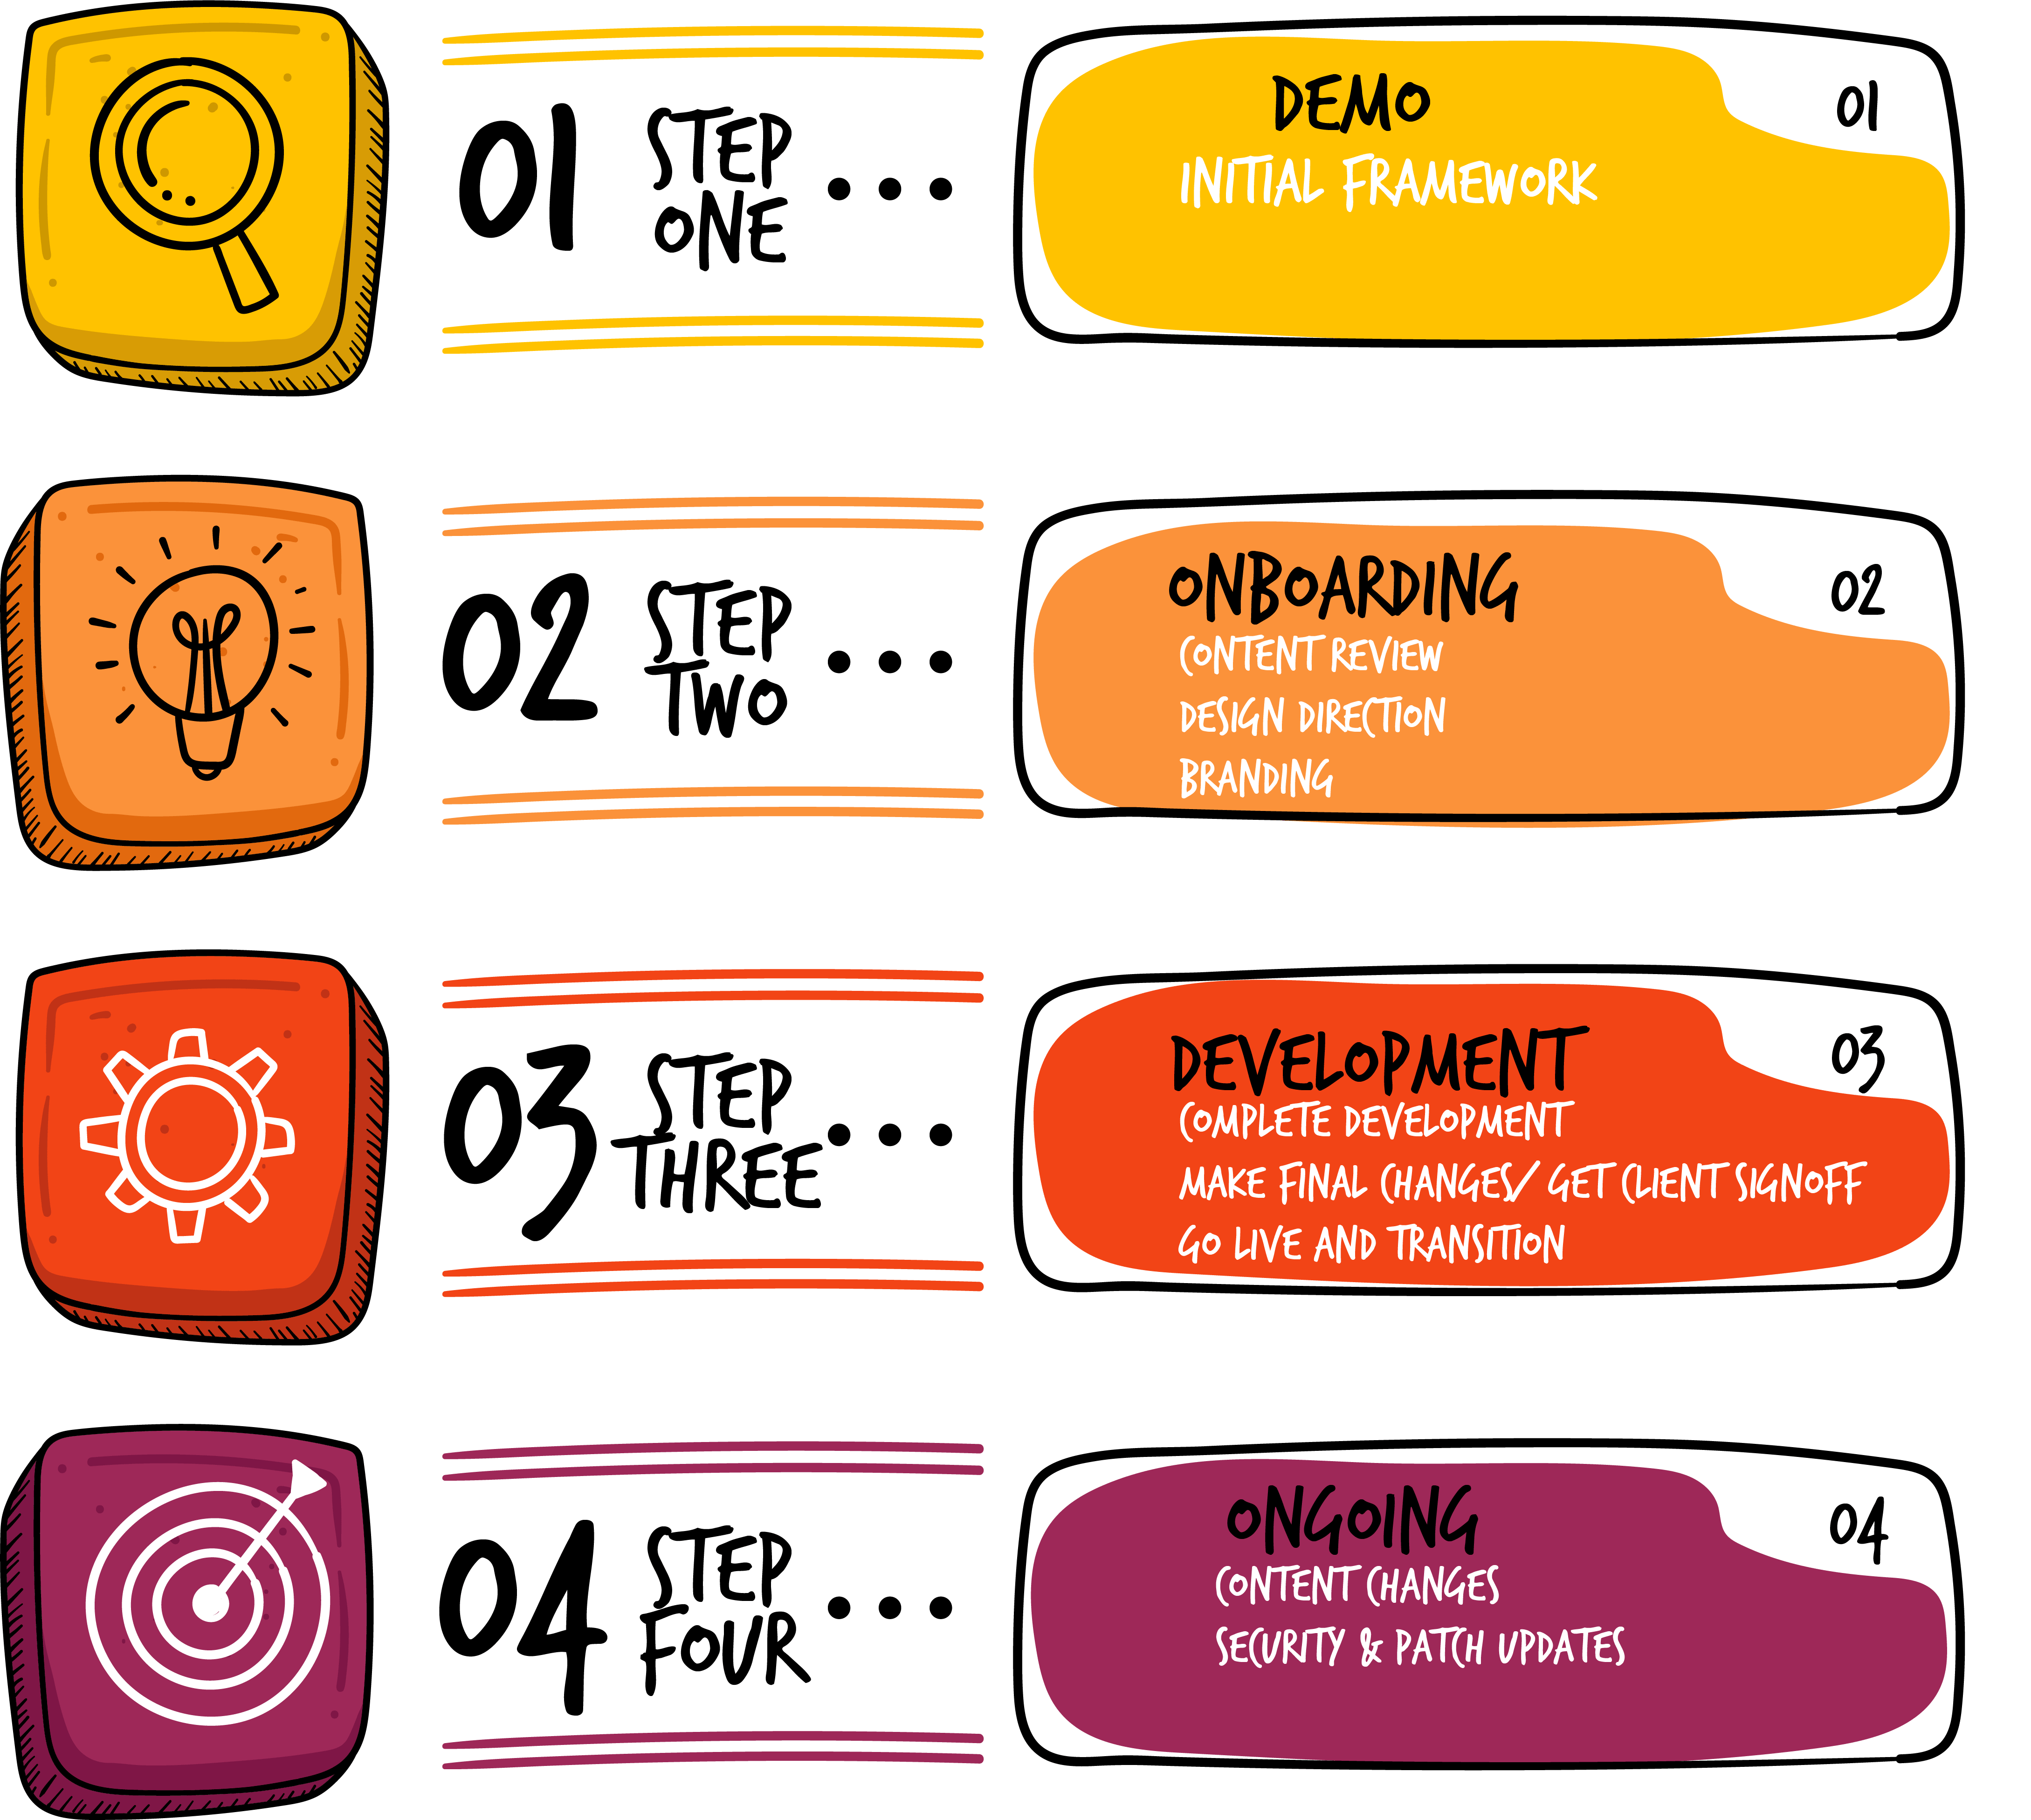 01
STEP
ONE
DEMO
01
INITIAL FRAMEWORK
02
STEP
TWO
ONBOARDING
02
CONTENT REVIEW
DESIGN DIRECTION
BRANDING
03
STEP
THREE
DEVELOPMENT
03
COMPLETE DEVELOPMENT
MAKE FINAL CHANGES/ GET CLIENT SIGNOFF
GO LIVE AND TRANSITION
04
STEP
FOUR
ONGOING
04
CONTENT CHANGES
SECURITY & PATCH UPDATES